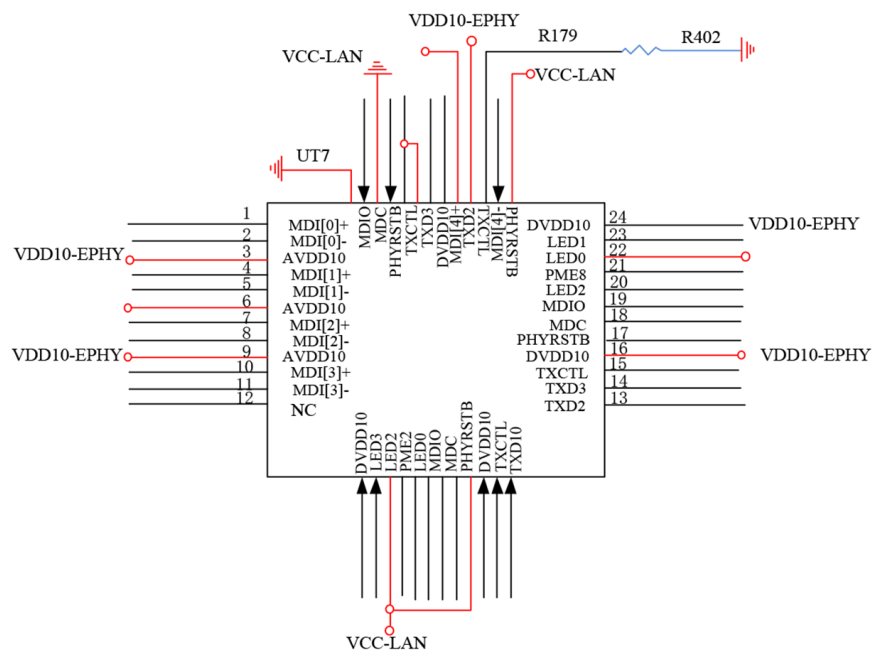 VDD10-EPHY
R179
R402
VCC-LAN
VCC-LAN
UT7
MDIO
MDC
PHYRSTB
TXCTL
TXD3
DVDD10
MDI[4]+
TXD2
TXCTL
MDI[4]-
PHYRSTB
1 MDI[0]+
2 MDI[0]-
VDD10-EPHY 3 AVDD10
4 MDI[1]+
5 MDI[1]-
6 AVDD10
7 MDI[2]+
8 MDI[2]-
VDD10-EPHY 9 AVDD10
10 MDI[3]+
11 MDI[3]-
12 NC
DVDD10 24 VDD10-EPHY
LED1 23
LED0 22
PME8 21
LED2 20
MDIO 19
MDC 18
PHYRSTB 17
DVDD10 16 VDD10-EPHY
TXCTL 15
TXD3 14
TXD2 13
DVDD10
LED3
LED2
PME2
LED0
MDIO
MDC
PHYRSTB
DVDD10
TXCTL
TXD10
VCC-LAN